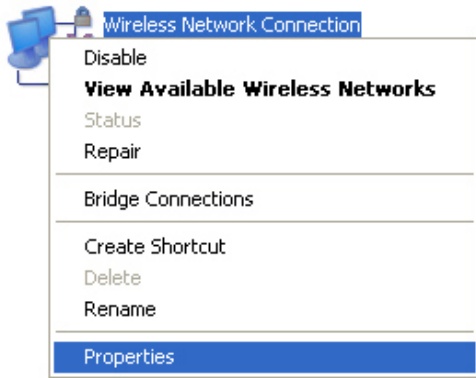 Wireless Network Connection
Disable
View Available Wireless Networks
Status
Repair
Bridge Connections
Create Shortcut
Delete
Rename
Properties